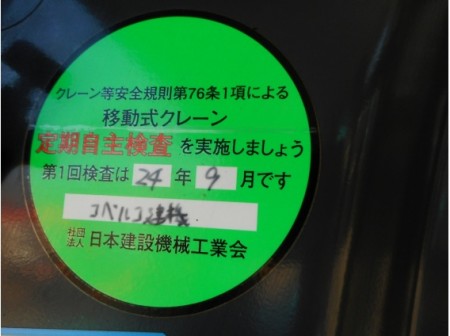 クレーン等安全規則第76条1項による
移動式クレーン
定期自主検査 を実施しましょう
第1回検査は 24 年 9 月です
コベルコ建機
社団法人 日本建設機械工業会